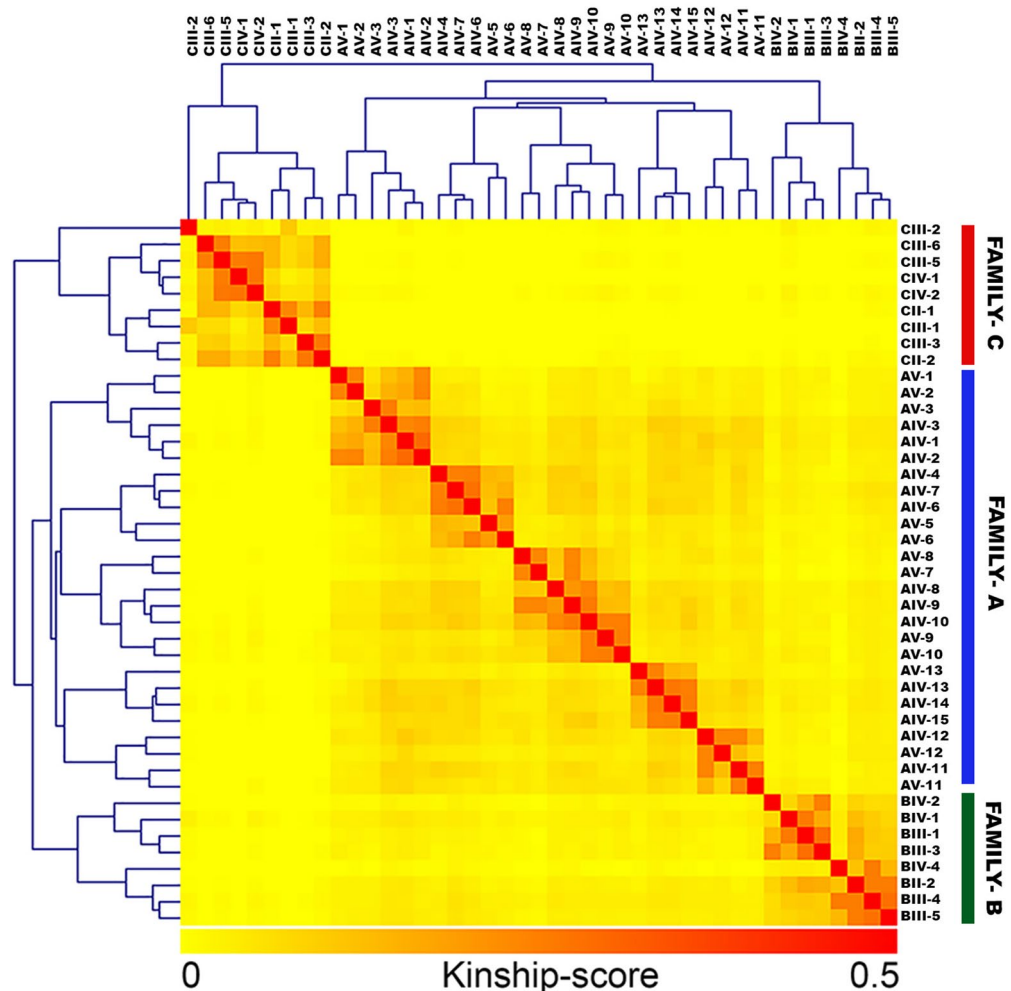 CIII-2
CIII-6
CIII-5
CIV-1
CIV-2
CII-1
CIII-1
CIII-3
CII-2
AV-1
AV-2
AV-3
AIV-3
AIV-1
AIV-2
AIV-4
AIV-7
AIV-6
AV-5
AV-6
AV-8
AV-7
AIV-8
AIV-9
AIV-10
AV-9
AV-10
AV-13
AIV-13
AIV-14
AIV-15
AIV-12
AV-12
AIV-11
AV-11
BIV-2
BIV-1
BIII-1
BIII-3
BIV-4
BII-2
BIII-4
BIII-5
CIII-2
CIII-6
CIII-5
CIV-1
CIV-2
CII-1
CIII-1
CIII-3
CII-2
AV-1
AV-2
AV-3
AIV-3
AIV-1
AIV-2
AIV-4
AIV-7
AIV-6
AV-5
AV-6
AV-8
AV-7
AIV-8
AIV-9
AIV-10
AV-9
AV-10
AV-13
AIV-13
AIV-14
AIV-15
AIV-12
AV-12
AIV-11
AV-11
BIV-2
BIV-1
BIII-1
BIII-3
BIV-4
BII-2
BIII-4
BIII-5
FAMILY- C
FAMILY- A
FAMILY- B
0 Kinship-score 0.5